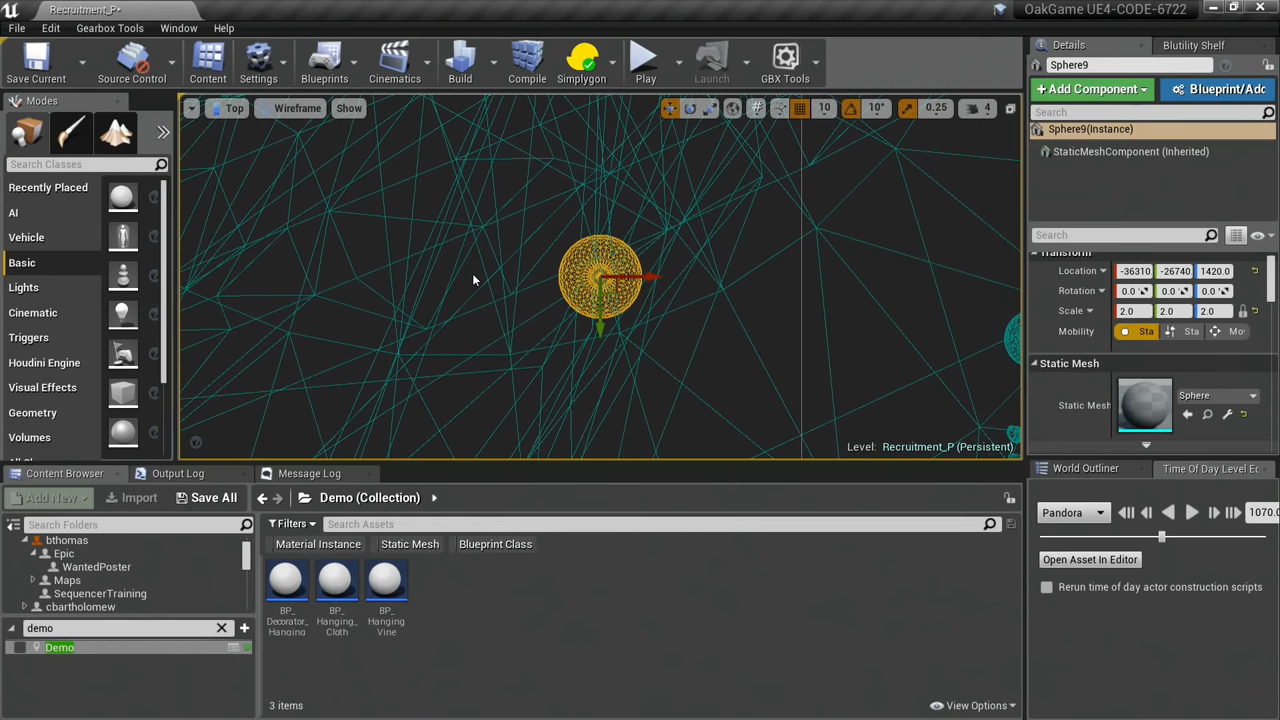 Recruitment_P*
OakGame UE4-CODE-6722
File Edit Gearbox Tools Window Help
Save Current Source Control Content Settings Blueprints Cinematics Build Compile Simplygon Play Launch GBX Tools
Modes
Search Classes
Recently Placed
AI
Vehicle
Basic
Lights
Cinematic
Triggers
Houdini Engine
Visual Effects
Geometry
Volumes
Top Wireframe Show
10 10° 0.25 4
Level: Recruitment_P (Persistent)
Details Blutility Shelf
Sphere9
+Add Component Blueprint/Adc
Search
Sphere9(Instance)
StaticMeshComponent (Inherited)
Search
Transform
Location -36310 -26740 1420.0
Rotation 0.0 ° 0.0 ° 0.0 °
Scale 2.0 2.0 2.0
Mobility Sta Sta Mo
Static Mesh
Static Mesh Sphere
Content Browser Output Log Message Log
Add New Import Save All Demo (Collection)
Search Folders
bthomas
Epic
WantedPoster
Maps
SequencerTraining
cbartholomew
demo
Demo
Filters Search Assets
Material Instance Static Mesh Blueprint Class
BP_
Decorator_
Hanging
BP_
Hanging_
Cloth
BP_
Hanging
Vine
3 items
View Options
World Outliner Time Of Day Level Ec
Pandora 1070.0
Open Asset In Editor
Rerun time of day actor construction scripts